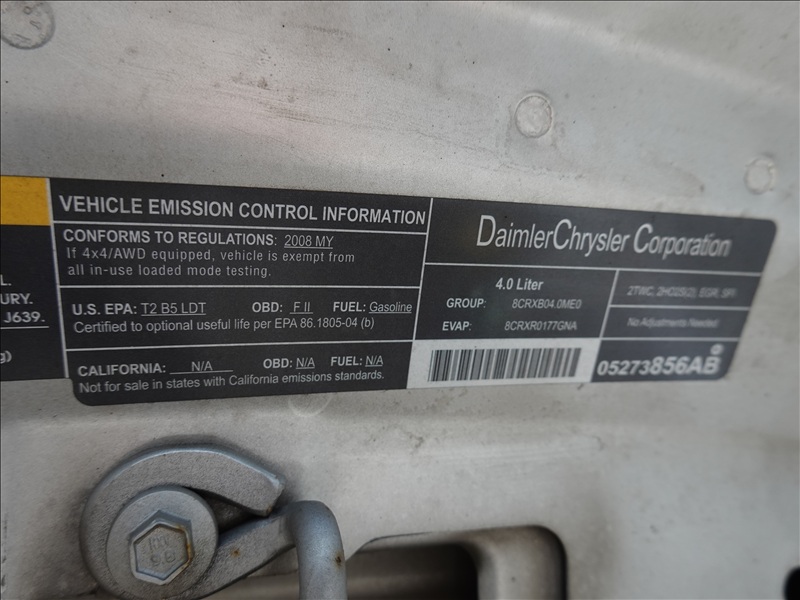 L.
URY.
J639.
g)
VEHICLE EMISSION CONTROL INFORMATION
CONFORMS TO REGULATIONS: 2008 MY
If 4x4/AWD equipped, vehicle is exempt from
all in-use loaded mode testing.
U.S. EPA: T2 B5 LDT OBD: F II FUEL: Gasoline
Certified to optional useful life per EPA 86.1805-04 (b)
CALIFORNIA: N/A OBD: N/A FUEL: N/A
Not for sale in states with California emissions standards.
DaimlerChrysler Corporation
4.0 Liter
GROUP: 8CRXB04.0ME0
EVAP: 8CRXR0177GNA
2TWC, 2HO2S(2), EGR, SFI
No Adjustments Needed
05273856AB